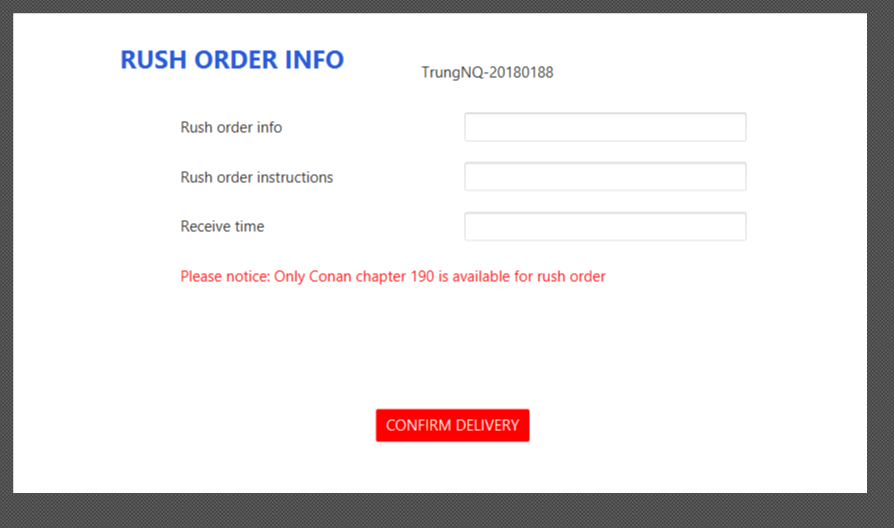 RUSH ORDER INFO
TrungNQ-20180188
Rush order info
Rush order instructions
Receive time
Please notice: Only Conan chapter 190 is available for rush order
CONFIRM DELIVERY